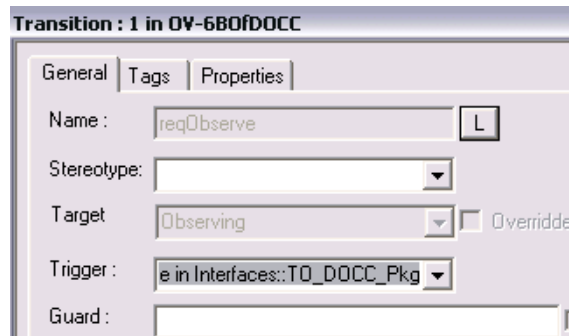 Transition : 1 in OV-6BOfDOCC
General Tags Properties
Name : reqObserve L
Stereotype:
Target Observing Overridde
Trigger : e in Interfaces::TO_DOCC_Pkg
Guard :